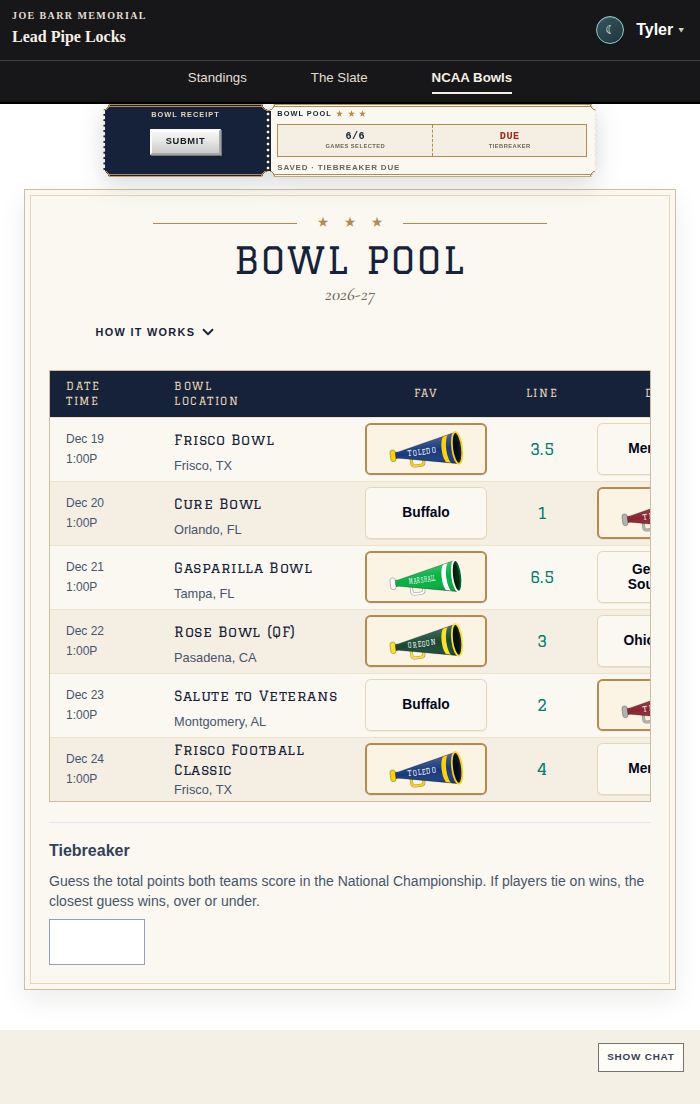 JOE BARR MEMORIAL
Lead Pipe Locks
Tyler
Standings
The Slate
NCAA Bowls
BOWL RECEIPT
SUBMIT
BOWL POOL ★ ★ ★
6/6
GAMES SELECTED
DUE
TIEBREAKER
SAVED · TIEBREAKER DUE
★ ★ ★
BOWL POOL
2026-27
HOW IT WORKS
DATE
TIME
BOWL
LOCATION
FAV
LINE
Dec 19
1:00P
FRISCO BOWL
Frisco, TX
TOLEDO
3.5
Dec 20
1:00P
CURE BOWL
Orlando, FL
Buffalo
1
Dec 21
1:00P
GASPARILLA BOWL
Tampa, FL
MARSHALL
6.5
Dec 22
1:00P
ROSE BOWL (QF)
Pasadena, CA
OREGON
3
Dec 23
1:00P
SALUTE TO VETERANS
Montgomery, AL
Buffalo
2
Dec 24
1:00P
FRISCO FOOTBALL
CLASSIC
Frisco, TX
TOLEDO
4
Tiebreaker
Guess the total points both teams score in the National Championship. If players tie on wins, the
closest guess wins, over or under.
SHOW CHAT